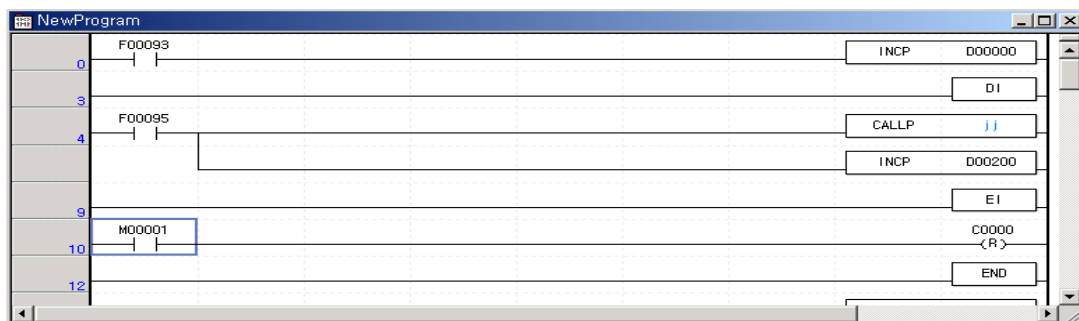 NewProgram
F00093
INCP D00000
0
DI
3
F00095
CALLP jj
4
INCP D00200
EI
9
M00001 C0000
10 (R)
END
12